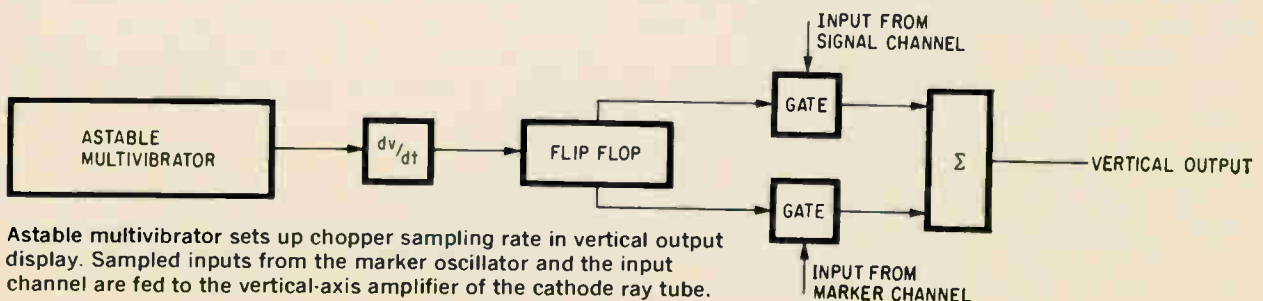 INPUT FROM
SIGNAL CHANNEL
ASTABLE
MULTIVIBRATOR
dv/dt
FLIP FLOP
GATE
GATE
Σ
VERTICAL OUTPUT
INPUT FROM
MARKER CHANNEL
Astable multivibrator sets up chopper sampling rate in vertical output
display. Sampled inputs from the marker oscillator and the input
channel are fed to the vertical-axis amplifier of the cathode ray tube.